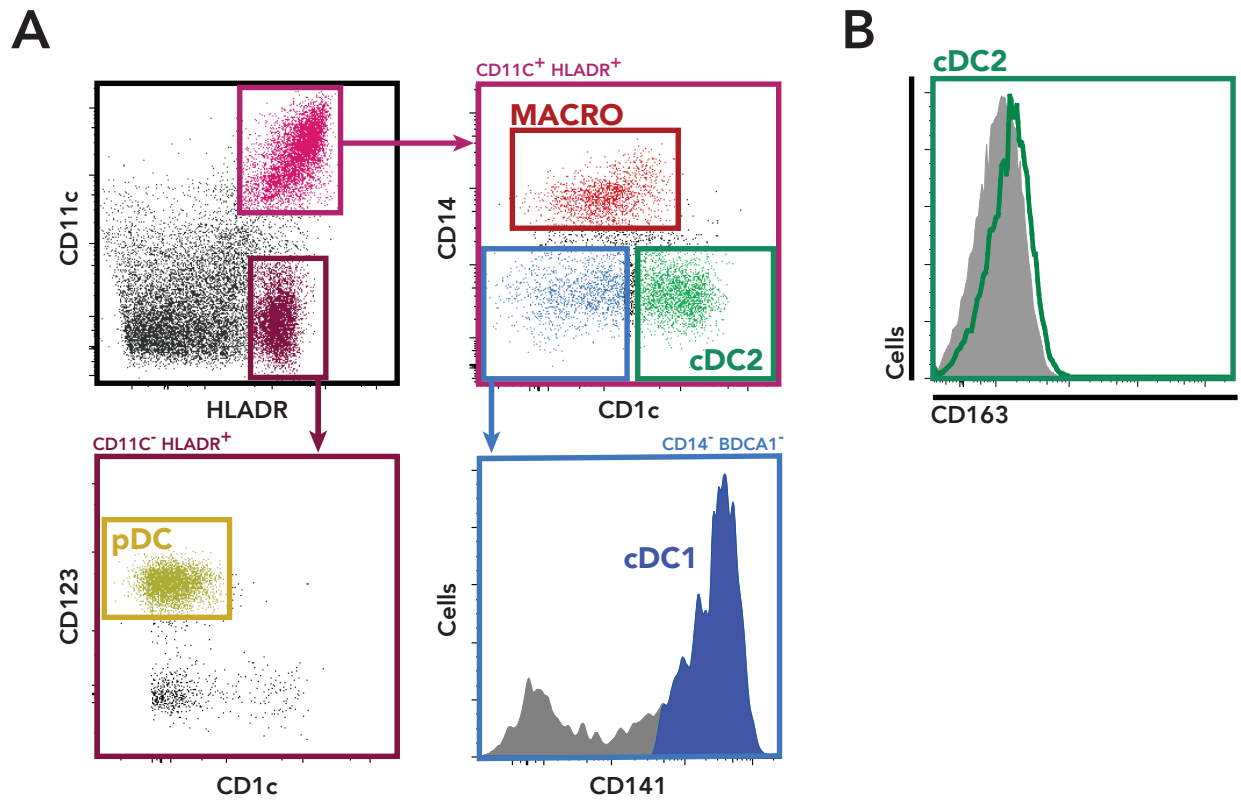 A
CD11c
HLADR
CD11C⁺ HLADR⁺
MACRO
CD14
cDC2
CD1c
CD11C⁻ HLADR⁺
pDC
CD123
CD1c
CD14⁻ BDCA1⁻
cDC1
Cells
CD141
B
cDC2
Cells
CD163